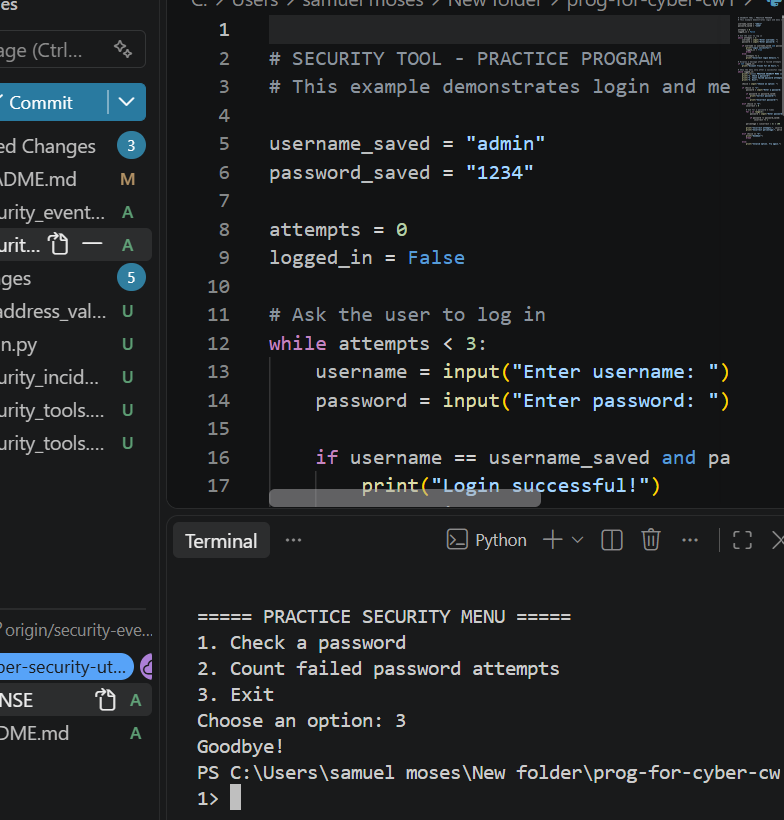 es
C: > Users > samuel moses > New folder > prog-for-cyber-cw1 >
age (Ctrl...
Commit
ed Changes 3
ADME.md M
urity_event... A
urit... A
ges 5
address_val... U
n.py U
urity_incid... U
urity_tools.... U
urity_tools.... U
origin/security-eve...
ber-security-ut...
NSE A
DME.md A
1
2 # SECURITY TOOL - PRACTICE PROGRAM
3 # This example demonstrates login and me
4
5 username_saved = "admin"
6 password_saved = "1234"
7
8 attempts = 0
9 logged_in = False
10
11 # Ask the user to log in
12 while attempts < 3:
13 username = input("Enter username: ")
14 password = input("Enter password: ")
15
16 if username == username_saved and pa
17 print("Login successful!")
Terminal ... Python ...
===== PRACTICE SECURITY MENU =====
1. Check a password
2. Count failed password attempts
3. Exit
Choose an option: 3
Goodbye!
PS C:\Users\samuel moses\New folder\prog-for-cyber-cw
1>